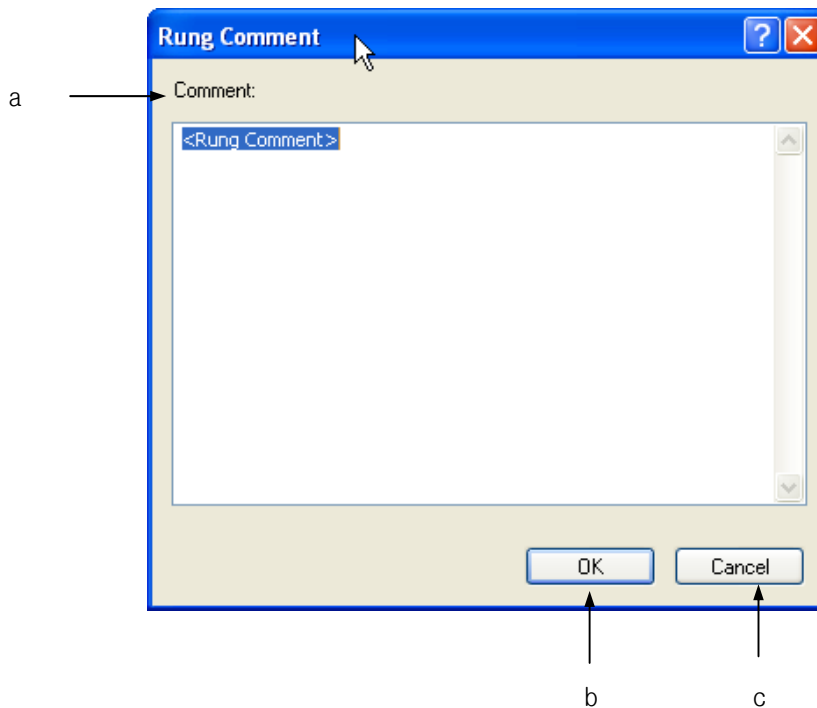 Rung Comment
a
Comment:
<Rung Comment>
OK
Cancel
b
c